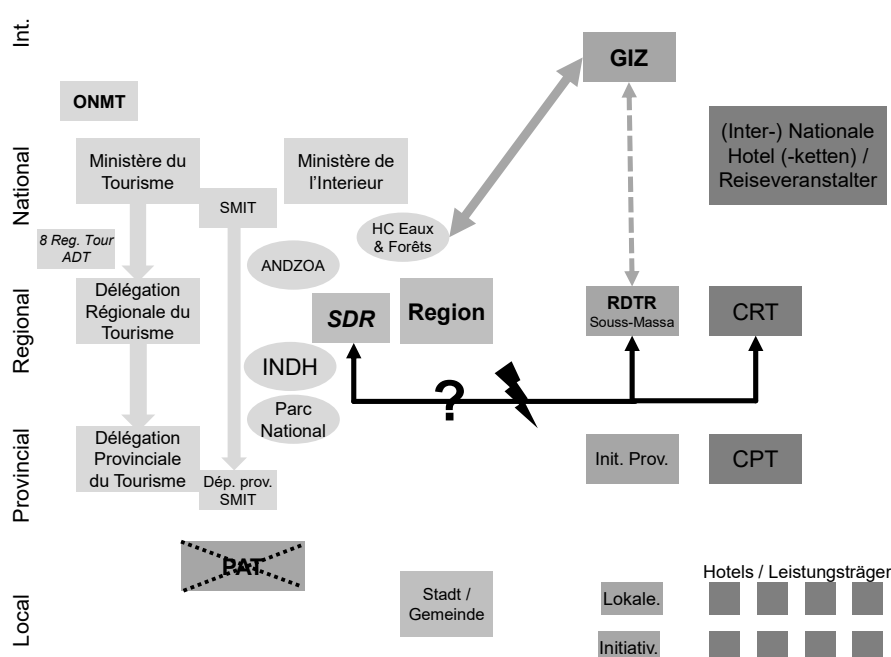 Int.
GIZ
ONMT
(Inter-) Nationale
Hotel (-ketten) /
Reiseveranstalter
National
Ministère du
Tourisme
Ministère de
l'Interieur
SMIT
HC Eaux
& Forêts
8 Reg. Tour
ADT
ANDZOA
Regional
Délégation
Régionale du
Tourisme
SDR
Region
RDTR
Souss-Massa
CRT
INDH
?
Parc
National
Provincial
Délégation
Provinciale
du Tourisme
Dép. prov.
SMIT
Init. Prov.
CPT
PAT
Local
Stadt /
Gemeinde
Hotels / Leistungsträger
Lokale.
Initiativ.